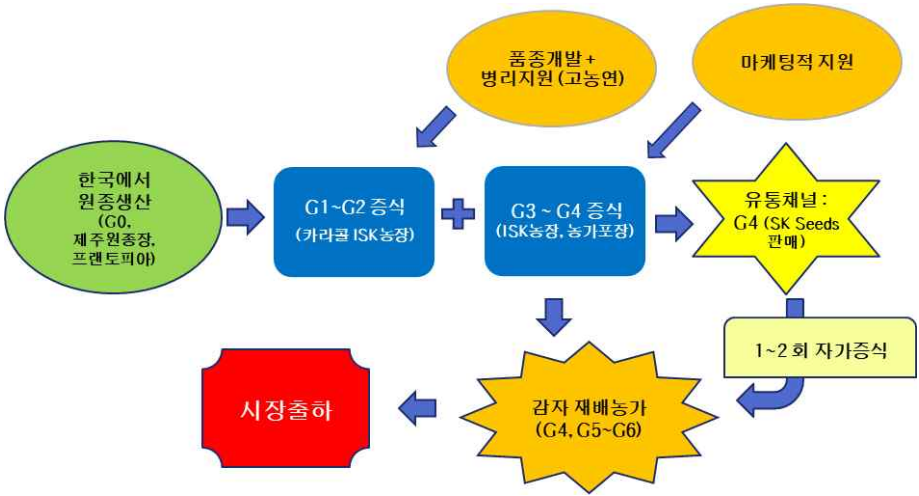 품종개발 +
병리지원 (고농연)
마케팅적 지원
한국에서
원종생산
(G0,
제주원종장,
프랜토피아)
G1~G2 증식
(카라콜 ISK농장)
G3 ~ G4 증식
(ISK농장, 농가포장)
유통채널 :
G4 (SK Seeds
판매)
1~2회 자가증식
감자 재배농가
(G4, G5~G6)
시장출하